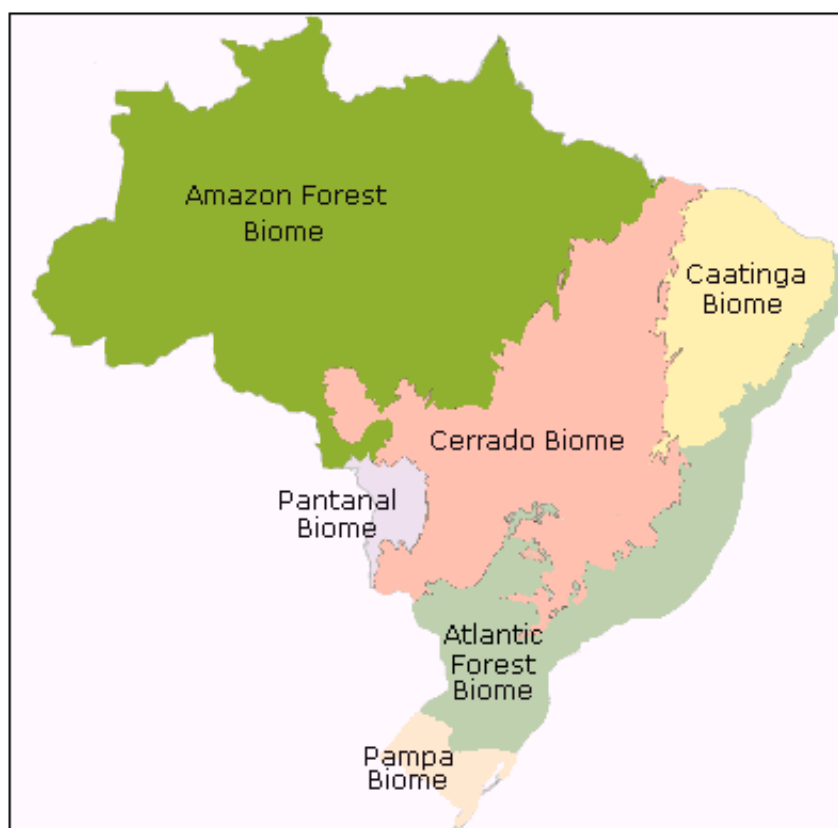 Amazon Forest
Biome
Caatinga
Biome
Cerrado Biome
Pantanal
Biome
Atlantic
Forest
Biome
Pampa
Biome